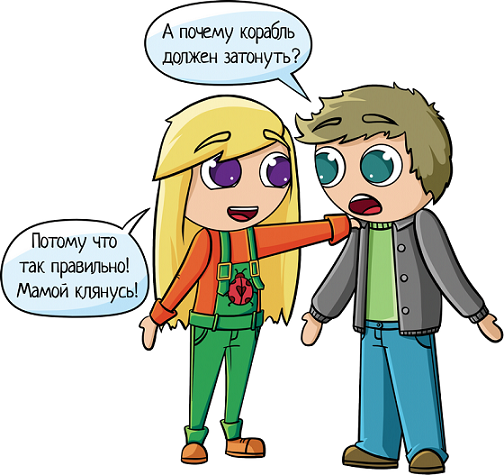 А почему корабль
должен затонуть?
Потому что
так правильно!
Мамой клянусь!